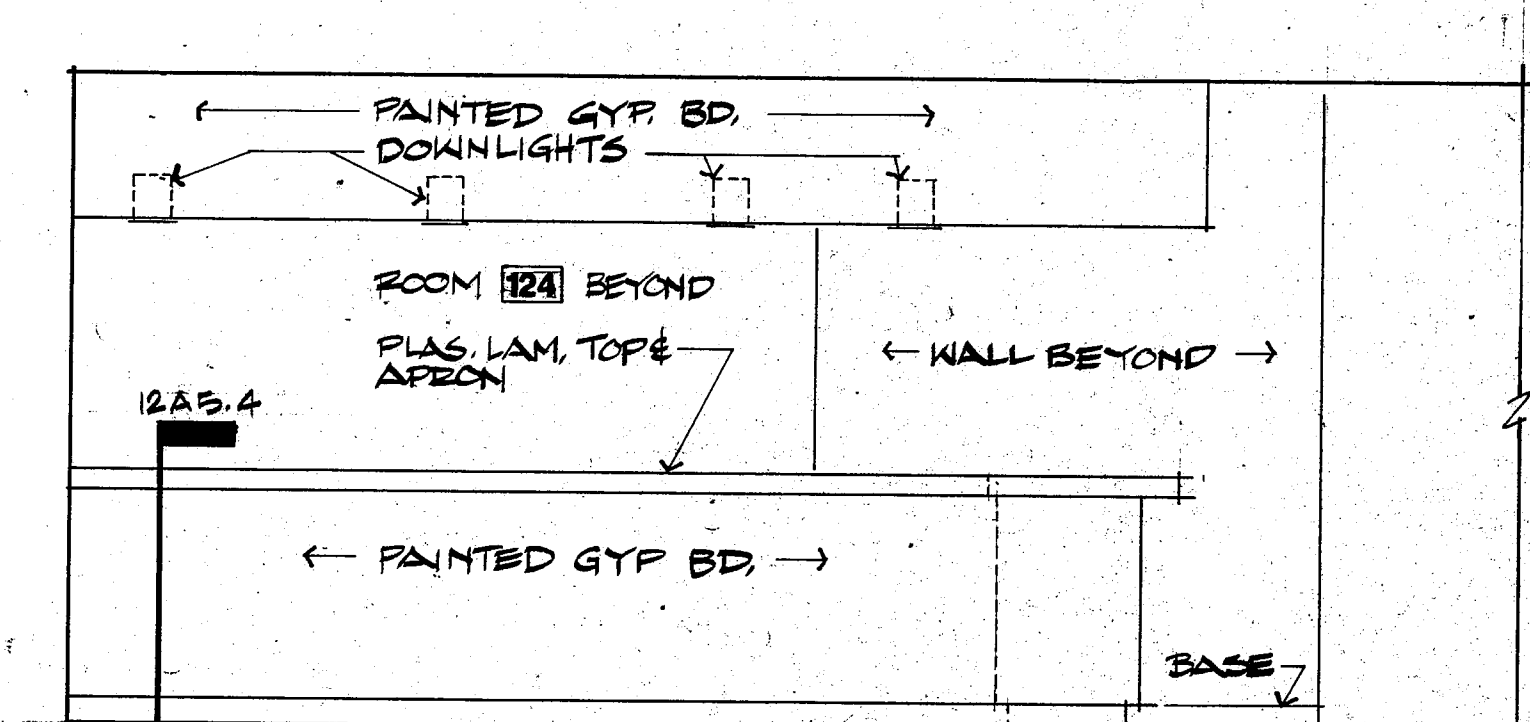 PAINTED GYP. BD.
DOWNLIGHTS
ROOM 124 BEYOND
PLAS. LAM. TOP &
APRON
← WALL BEYOND →
12A5.4
← PAINTED GYP BD. →
BASE